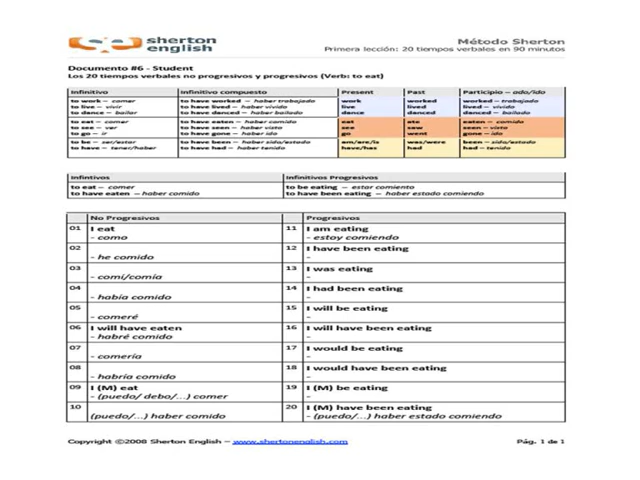 sherton
english
Método Sherton
Primera lección: 20 tiempos verbales en 90 minutos
Documento #6 - Student
Los 20 tiempos verbales no progresivos y progresivos (Verb: to eat)
Infinitivo Infinitivo compuesto Present Past Participio – ado/ido
to work – comer to have worked – haber trabajado work worked worked – trabajado
to live – vivir to have lived – haber vivido live lived lived – vivido
to dance – bailar to have danced – haber bailado dance danced danced – bailado
to eat – comer to have eaten – haber comido eat ate eaten – comido
to see – ver to have seen – haber visto see saw seen – visto
to go – ir to have gone – haber ido go went gone – ido
to be – ser/estar to have been – haber sido/estado am/are/is was/were been – sido/estado
to have – tener/haber to have had – haber tenido have/has had had – tenido
Infintivos Infinitivos Progresivos
to eat – comer to be eating – estar comiento
to have eaten – haber comido to have been eating – haber estado comiendo
No Progresivos Progresivos
01 I eat 11 I am eating
- como - estoy comiendo
02 12 I have been eating
- he comido –
03 13 I was eating
- comí/comía –
04 14 I had been eating
- había comido –
05 15 I will be eating
- comeré –
06 I will have eaten 16 I will have been eating
- habré comido –
07 17 I would be eating
- comería –
08 18 I would have been eating
- habría comido –
09 I (M) eat 19 I (M) be eating
- (puedo/ debo/...) comer –
10 20 I (M) have been eating
(puedo/...) haber comido - (puedo/...) haber estado comiendo
Copyright ©2008 Sherton English – www.shertonenglish.com Pág. 1 de 1